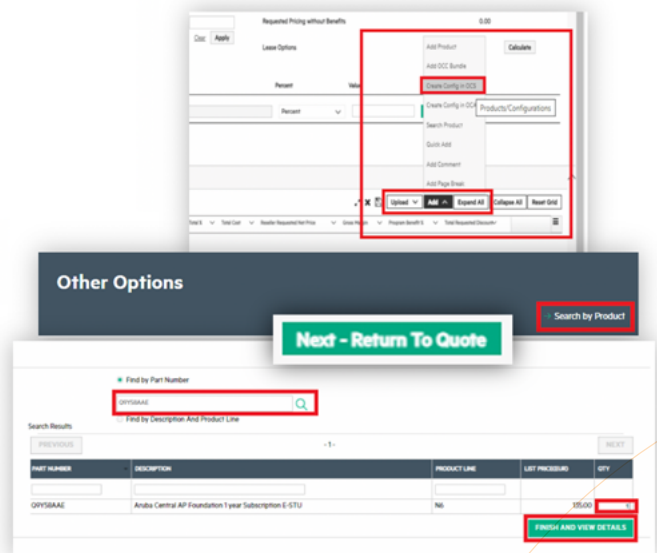 Requested Pricing without Benefits 0.00
Clear Apply
Lease Options Add Product Calculate
Add OCC Bundle
Percent Value Create Config in OCS
Percent Create Config in OCA Products/Configurations
Search Product
Quick Add
Add Comment
Add Page Break
Upload Add Expand All Collapse All Reset Grid
Total Cost Reseller Requested Net Price Gross Margin Program Benefit % Total Requested Discount
Other Options
Search by Product
Next - Return To Quote
Find by Part Number
Q9Y58AAE
Find by Description And Product Line
Search Results
PREVIOUS - 1 - NEXT
PART NUMBER DESCRIPTION PRODUCT LINE LIST PRICE(USD) QTY
Q9Y58AAE Aruba Central AP Foundation 1 year Subscription E-STU N6 135.00
FINISH AND VIEW DETAILS